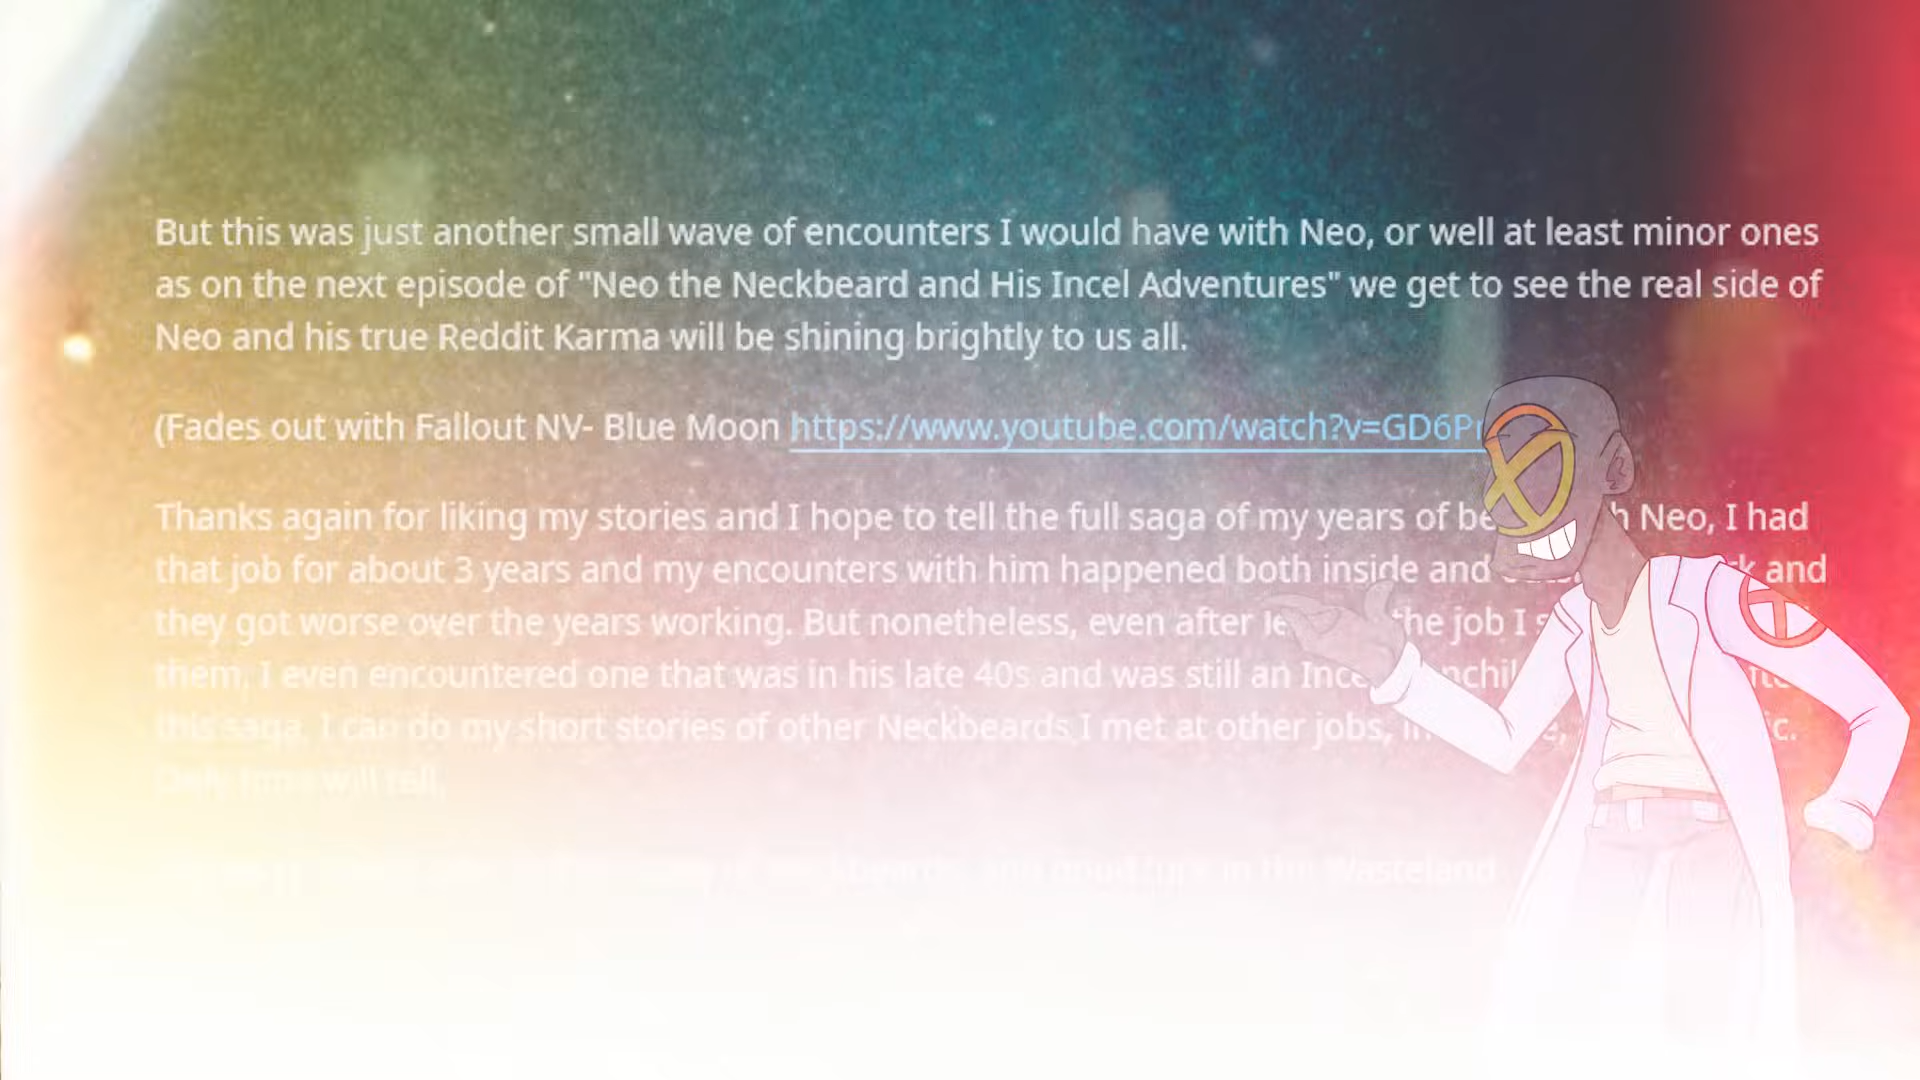 But this was just another small wave of encounters I would have with Neo, or well at least minor ones
as on the next episode of "Neo the Neckbeard and His Incel Adventures" we get to see the real side of
Neo and his true Reddit Karma will be shining brightly to us all.
(Fades out with Fallout NV- Blue Moon https://www.youtube.com/watch?v=GD6P
Thanks again for liking my stories and I hope to tell the full saga of my years of Neo, I had
that job for about 3 years and my encounters with him happened both inside and and
they got worse over the years working. But nonetheless, even after the job I
them, I even encountered one that was in his late 40s and was still an
this saga, I can do my short stories of other Neckbeards I met at other jobs,
Only time will tell.
in the Wasteland